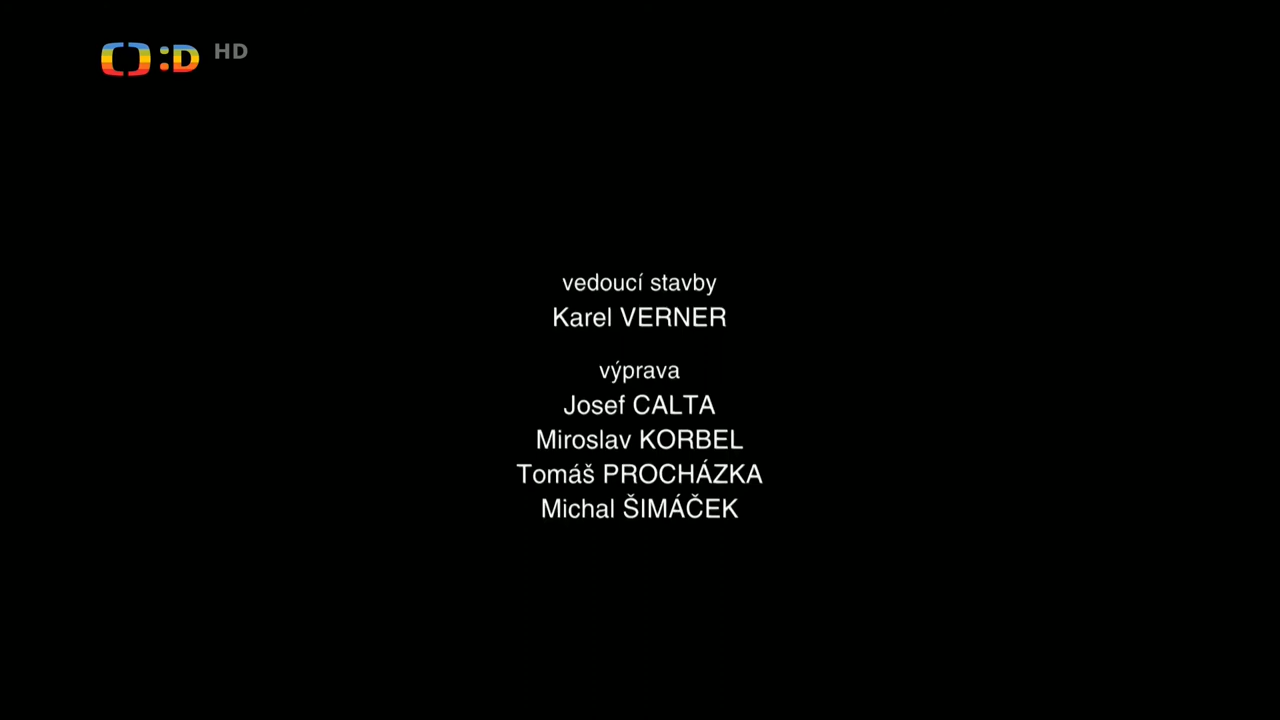 :D HD
vedoucí stavby
Karel VERNER
výprava
Josef CALTA
Miroslav KORBEL
Tomáš PROCHÁZKA
Michal ŠIMÁČEK